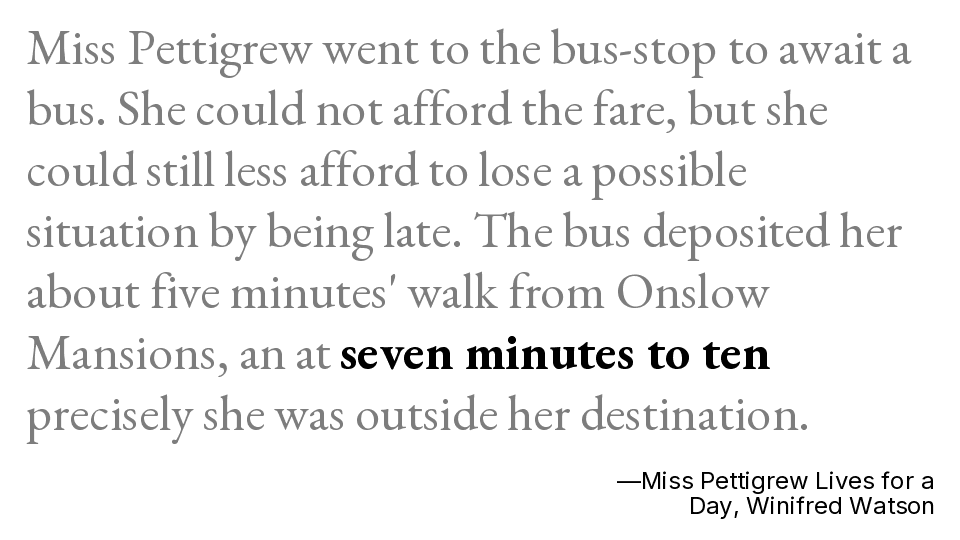 Miss Pettigrew went to the bus-stop to await a
bus. She could not afford the fare, but she
could still less afford to lose a possible
situation by being late. The bus deposited her
about five minutes' walk from Onslow
Mansions, an at seven minutes to ten
precisely she was outside her destination.
—Miss Pettigrew Lives for a
Day, Winifred Watson